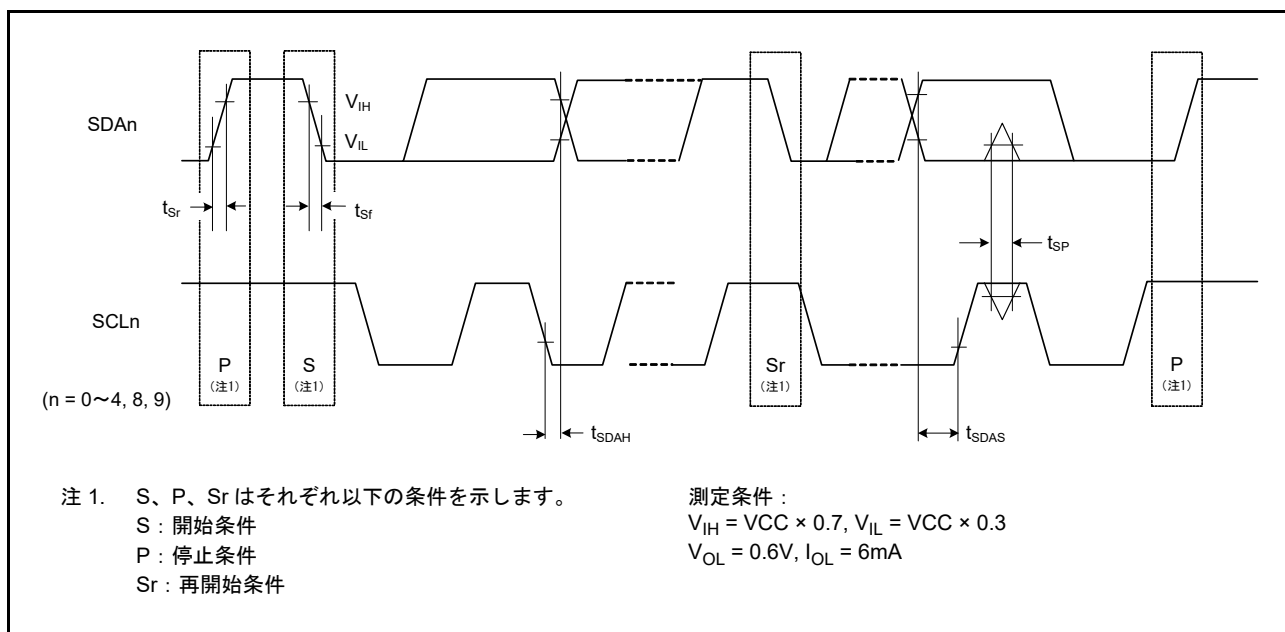 SDAn
V_IH
V_IL
t_Sr
t_Sf
t_SP
SCLn
P
(注1)
S
(注1)
Sr
(注1)
P
(注1)
(n = 0～4, 8, 9)
t_SDAH
t_SDAS
注 1. S、P、Sr はそれぞれ以下の条件を示します。
S：開始条件
P：停止条件
Sr：再開始条件
測定条件：
V_IH = VCC × 0.7, V_IL = VCC × 0.3
V_OL = 0.6V, I_OL = 6mA